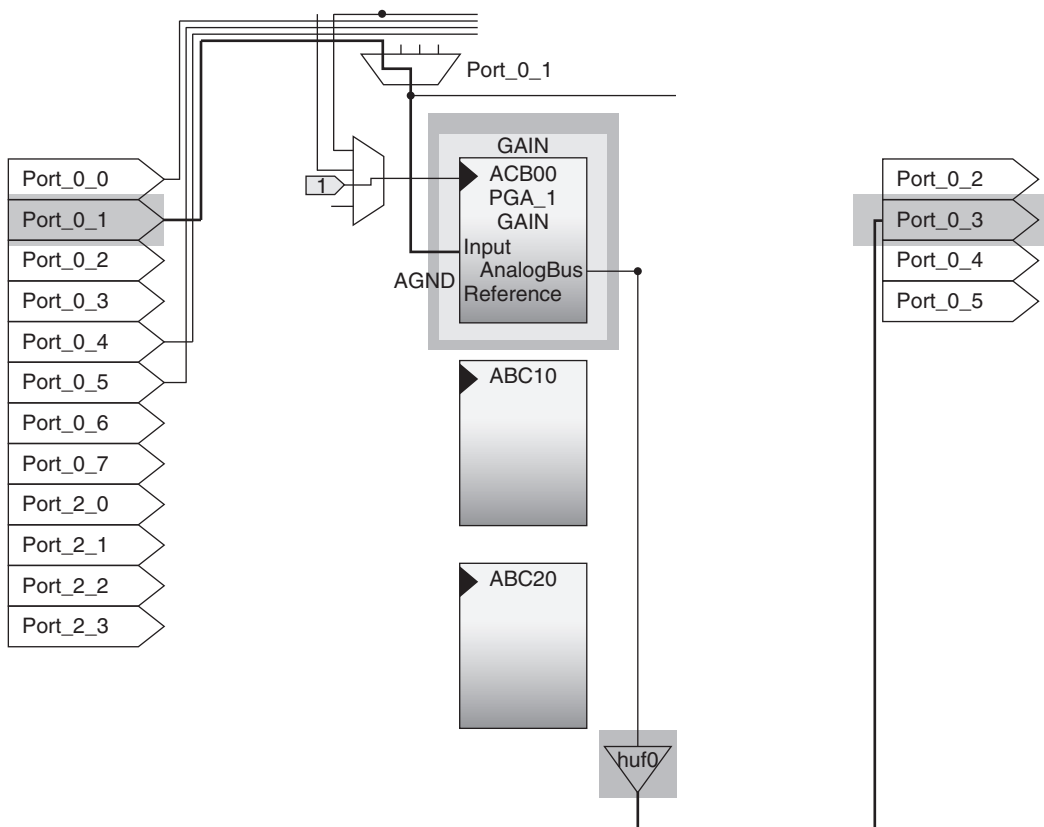 Port_0_1
GAIN
ACB00
PGA_1
GAIN
Input
AnalogBus
AGND
Reference
1
Port_0_0
Port_0_1
Port_0_2
Port_0_3
Port_0_4
Port_0_5
Port_0_6
Port_0_7
Port_2_0
Port_2_1
Port_2_2
Port_2_3
ABC10
ABC20
huf0
Port_0_2
Port_0_3
Port_0_4
Port_0_5